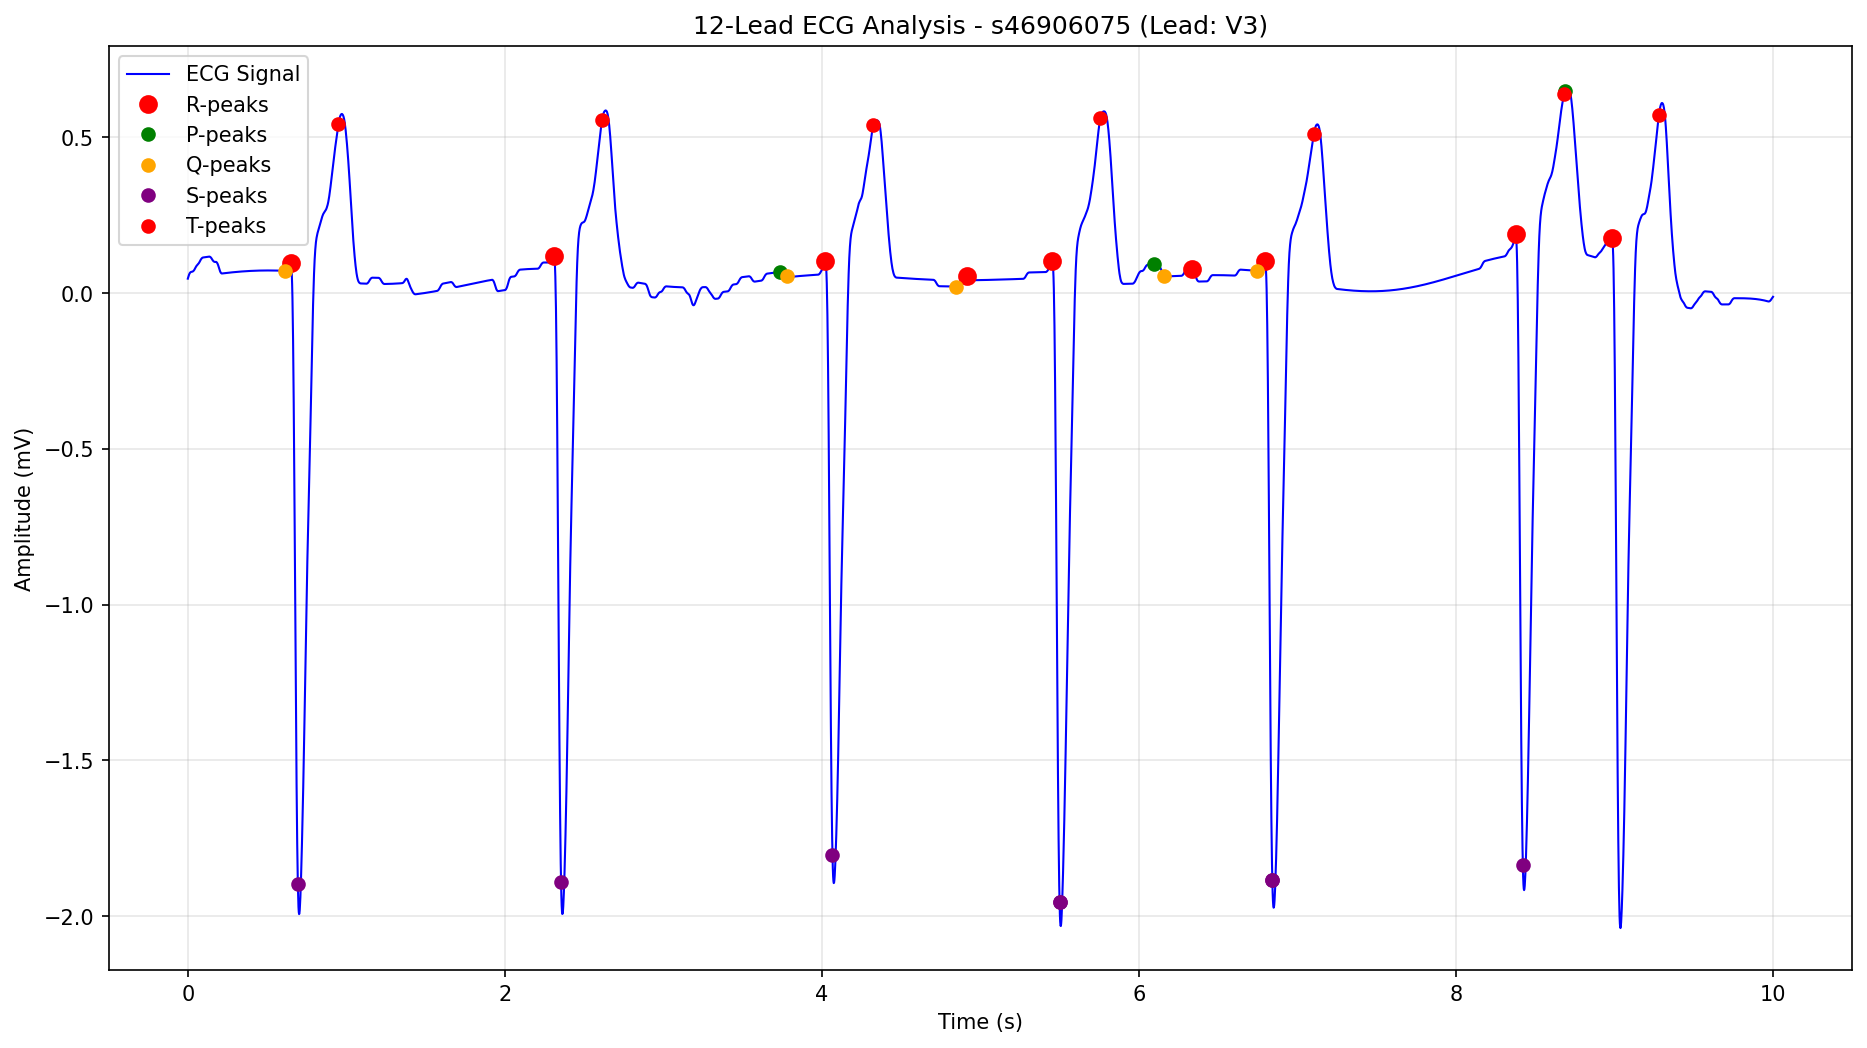 12-Lead ECG Analysis - s46906075 (Lead: V3)
ECG Signal
R-peaks
P-peaks
Q-peaks
S-peaks
T-peaks
Amplitude (mV)
0.5
0.0
−0.5
−1.0
−1.5
−2.0
0 2 4 6 8 10
Time (s)